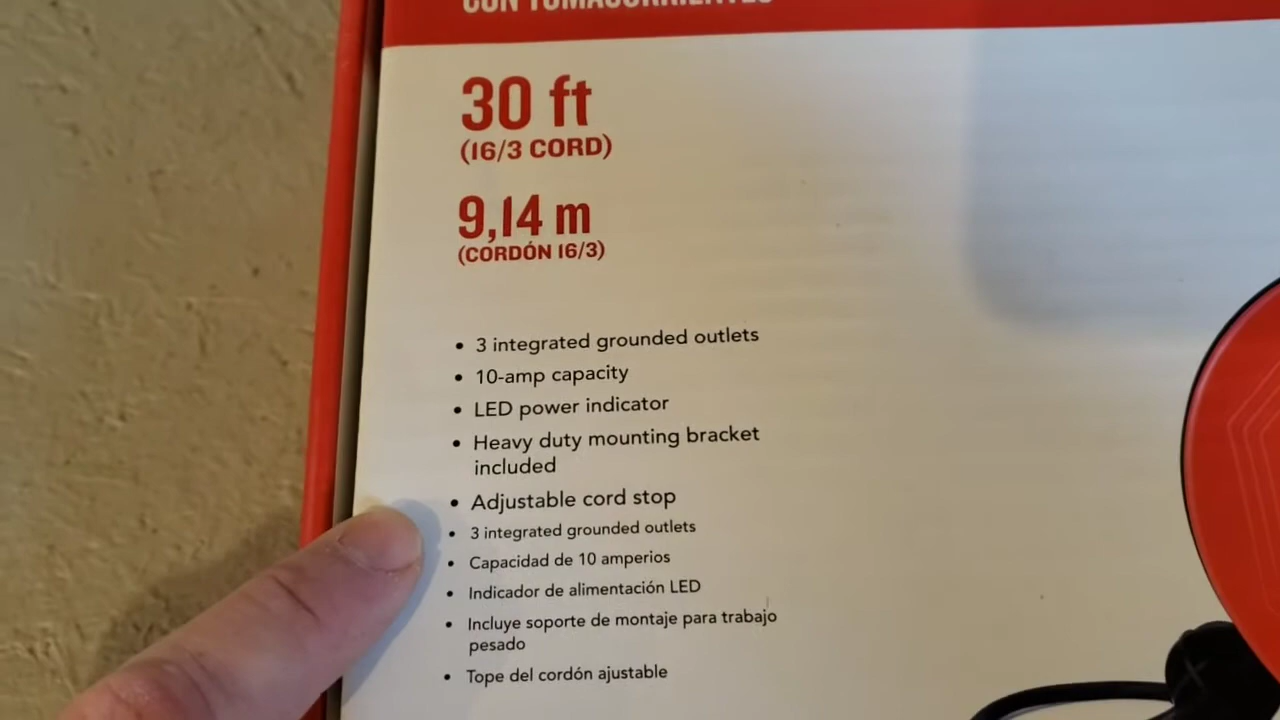 CON TOMACORRIENTES
30 ft
(16/3 CORD)
9,14 m
(CORDÓN 16/3)
• 3 integrated grounded outlets
• 10-amp capacity
• LED power indicator
• Heavy duty mounting bracket
included
• Adjustable cord stop
• 3 integrated grounded outlets
• Capacidad de 10 amperios
• Indicador de alimentación LED
• Incluye soporte de montaje para trabajo
pesado
• Tope del cordón ajustable